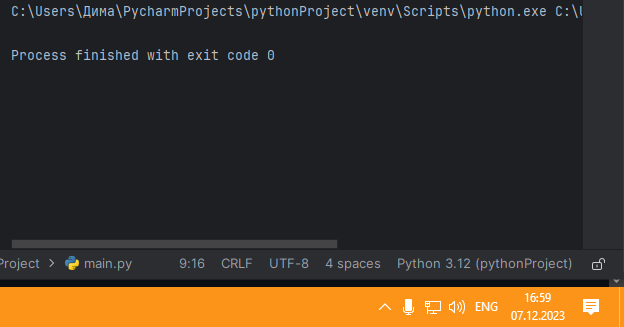 C:\Users\Дима\PycharmProjects\pythonProject\venv\Scripts\python.exe C:\U
Process finished with exit code 0
Project > main.py 9:16 CRLF UTF-8 4 spaces Python 3.12 (pythonProject)
ENG 16:59
07.12.2023